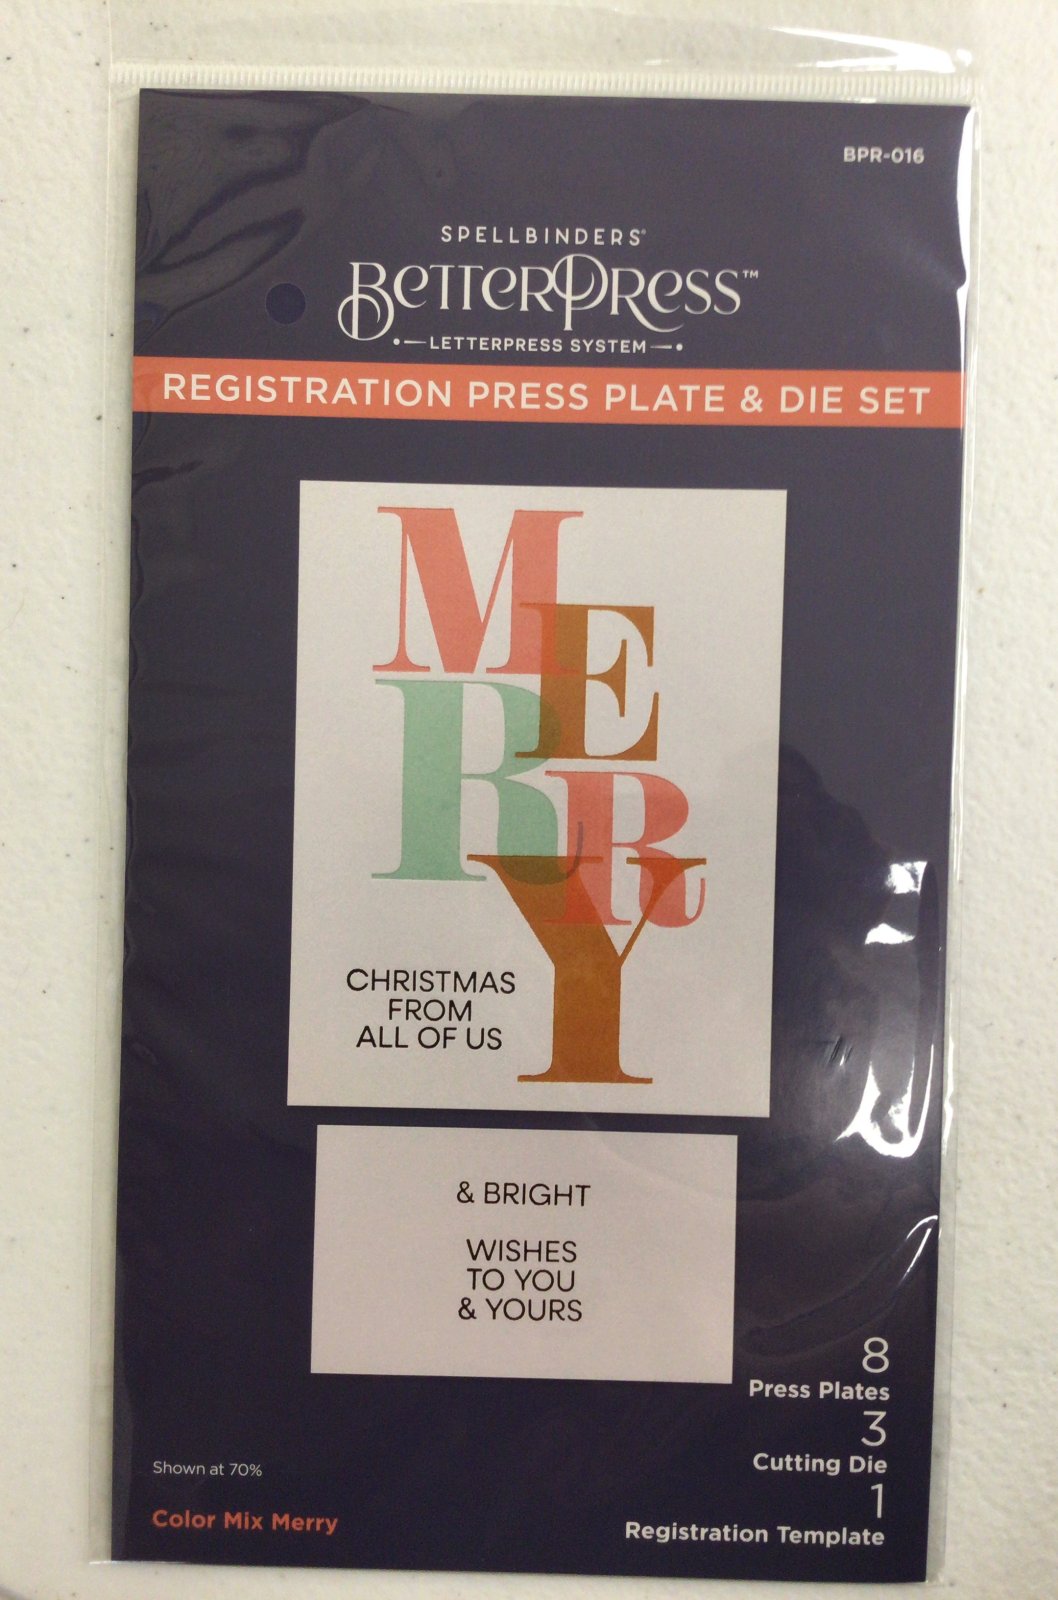 BPR-016
SPELLBINDERS®
BETTERPRESS™
LETTERPRESS SYSTEM
REGISTRATION PRESS PLATE & DIE SET
MERRY
CHRISTMAS
FROM
ALL OF US
& BRIGHT
WISHES
TO YOU
& YOURS
8
Press Plates
3
Cutting Die
1
Registration Template
Shown at 70%
Color Mix Merry